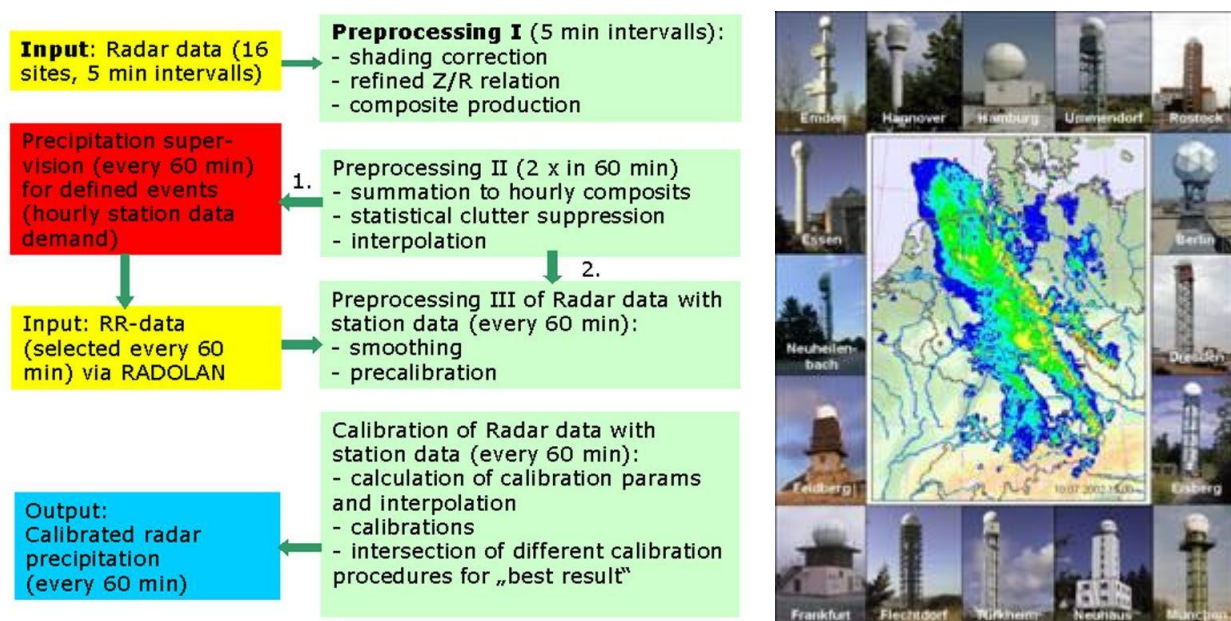 Input: Radar data (16
sites, 5 min intervalls)
Preprocessing I (5 min intervalls):
- shading correction
- refined Z/R relation
- composite production
Precipitation super-
vision (every 60 min)
for defined events
(hourly station data
demand)
1.
Preprocessing II (2 x in 60 min)
- summation to hourly composits
- statistical clutter suppression
- interpolation
2.
Input: RR-data
(selected every 60
min) via RADOLAN
Preprocessing III of Radar data with
station data (every 60 min):
- smoothing
- precalibration
Calibration of Radar data with
station data (every 60 min):
- calculation of calibration params
and interpolation
- calibrations
- intersection of different calibration
procedures for „best result“
Output:
Calibrated radar
precipitation
(every 60 min)
Emden
Hannover
Hamburg
Ummendorf
Rostock
Essen
Berlin
Neuheilen-
bach
Dresden
Feldberg
Eisberg
10.07.2002 15:00
Frankfurt
Flechtdorf
Türkheim
Neuhaus
München